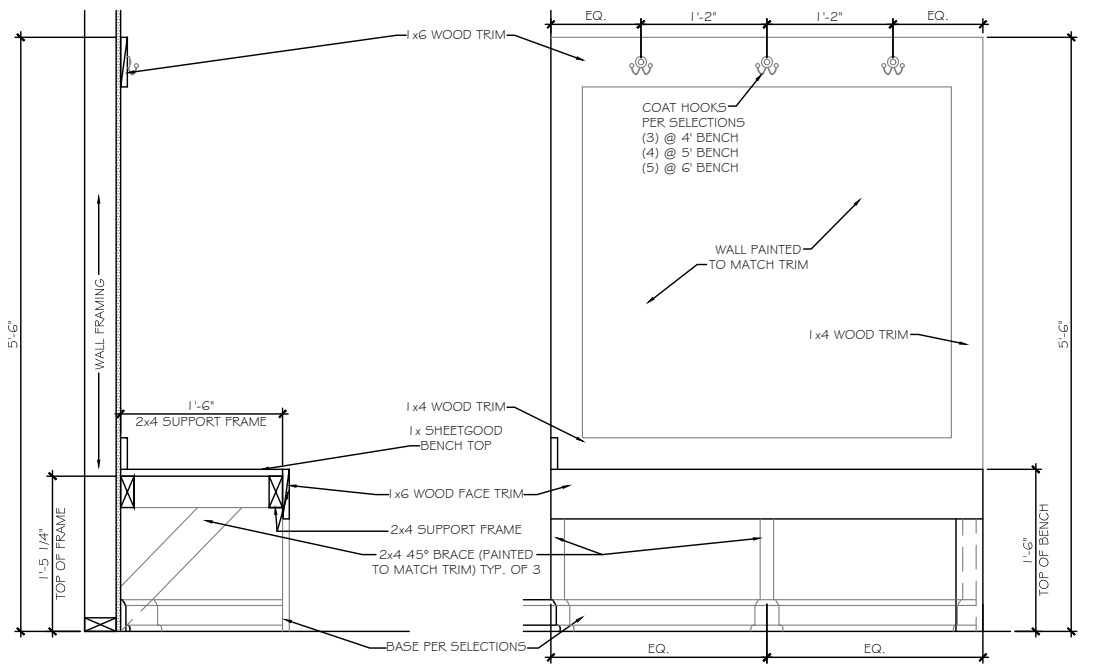 EQ.
1'-2"
1'-2"
EQ.
1x6 WOOD TRIM
COAT HOOKS
PER SELECTIONS
(3) @ 4' BENCH
(4) @ 5' BENCH
(5) @ 6' BENCH
WALL PAINTED
TO MATCH TRIM
WALL FRAMING
5'-6"
5'-6"
1x4 WOOD TRIM
1'-6"
2x4 SUPPORT FRAME
1x4 WOOD TRIM
1x SHEETGOOD
BENCH TOP
1x6 WOOD FACE TRIM
2x4 SUPPORT FRAME
2x4 45° BRACE (PAINTED
TO MATCH TRIM) TYP. OF 3
1'-5 1/4"
TOP OF FRAME
1'-6"
TOP OF BENCH
BASE PER SELECTIONS
EQ.
EQ.